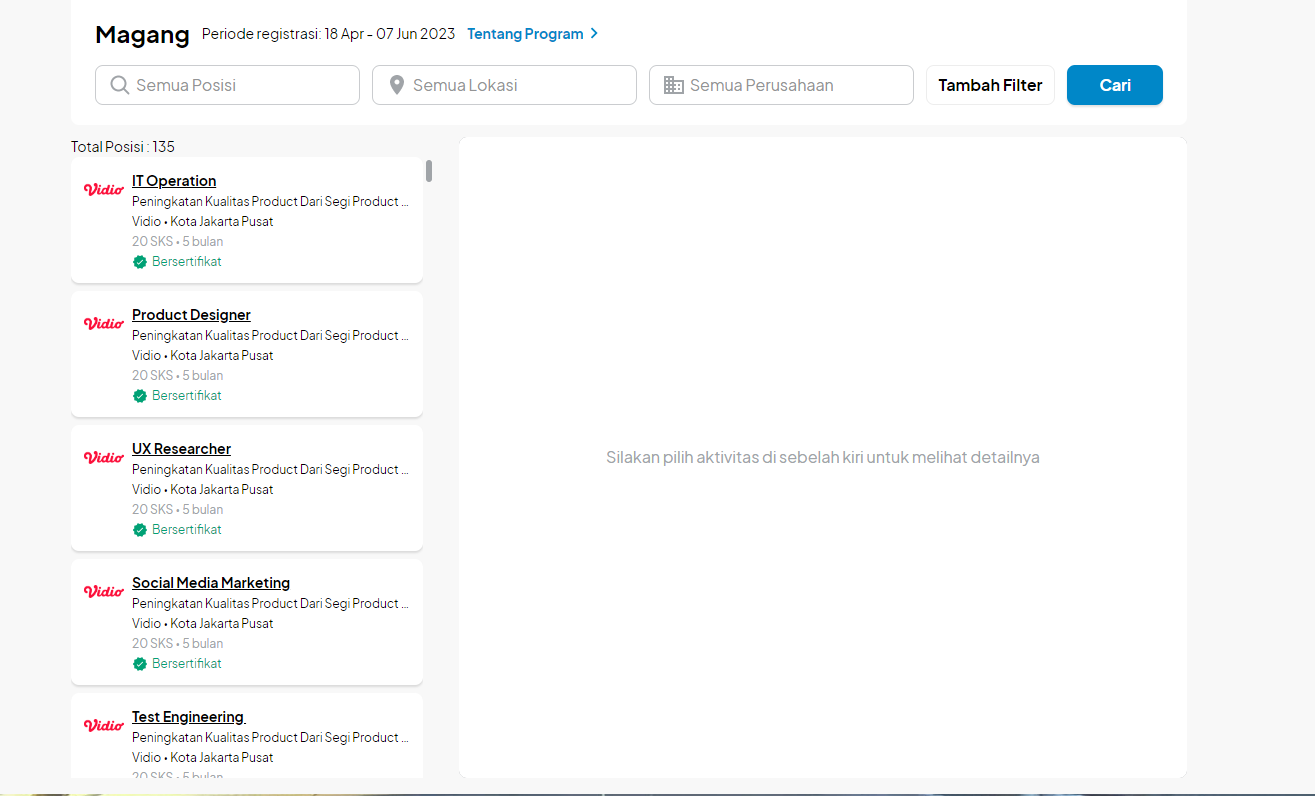 Magang Periode registrasi: 18 Apr - 07 Jun 2023 Tentang Program
Semua Posisi Semua Lokasi Semua Perusahaan Tambah Filter Cari
Total Posisi : 135
Vidio
IT Operation
Peningkatan Kualitas Product Dari Segi Product ...
Vidio • Kota Jakarta Pusat
20 SKS • 5 bulan
Bersertifikat
Vidio
Product Designer
Peningkatan Kualitas Product Dari Segi Product ...
Vidio • Kota Jakarta Pusat
20 SKS • 5 bulan
Bersertifikat
Vidio
UX Researcher
Peningkatan Kualitas Product Dari Segi Product ...
Vidio • Kota Jakarta Pusat
20 SKS • 5 bulan
Bersertifikat
Vidio
Social Media Marketing
Peningkatan Kualitas Product Dari Segi Product ...
Vidio • Kota Jakarta Pusat
20 SKS • 5 bulan
Bersertifikat
Vidio
Test Engineering
Peningkatan Kualitas Product Dari Segi Product ...
Vidio • Kota Jakarta Pusat
20 SKS • 5 bulan
Silakan pilih aktivitas di sebelah kiri untuk melihat detailnya